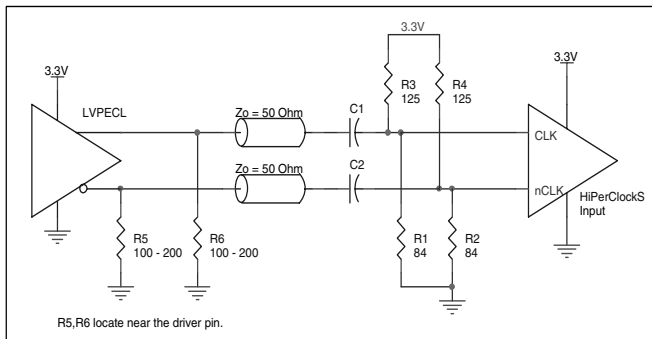 3.3V
3.3V
3.3V
LVPECL
Zo = 50 Ohm
C1
R3
125
R4
125
CLK
Zo = 50 Ohm
C2
nCLK
HiPerClockS
Input
R5
100 - 200
R6
100 - 200
R1
84
R2
84
R5,R6 locate near the driver pin.